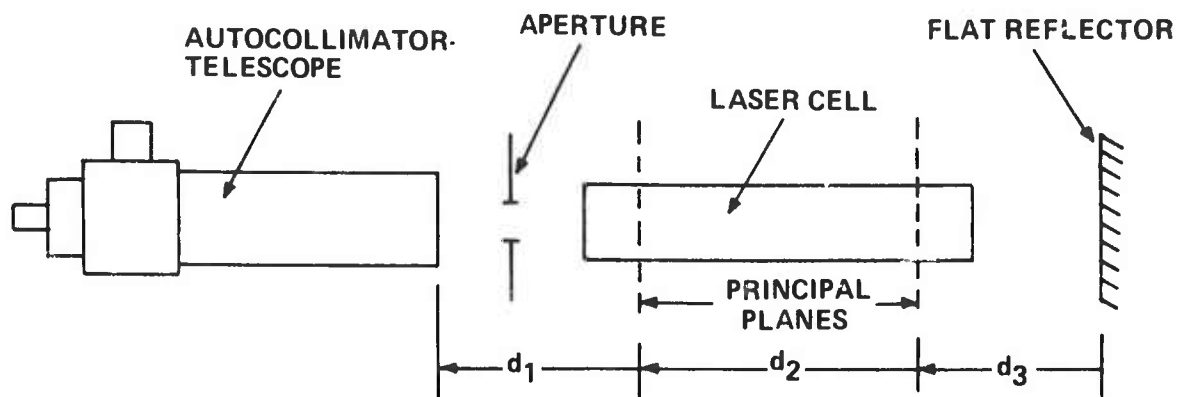 AUTOCOLLIMATOR-
TELESCOPE
APERTURE
FLAT REFLECTOR
LASER CELL
PRINCIPAL
PLANES
d1
d2
d3